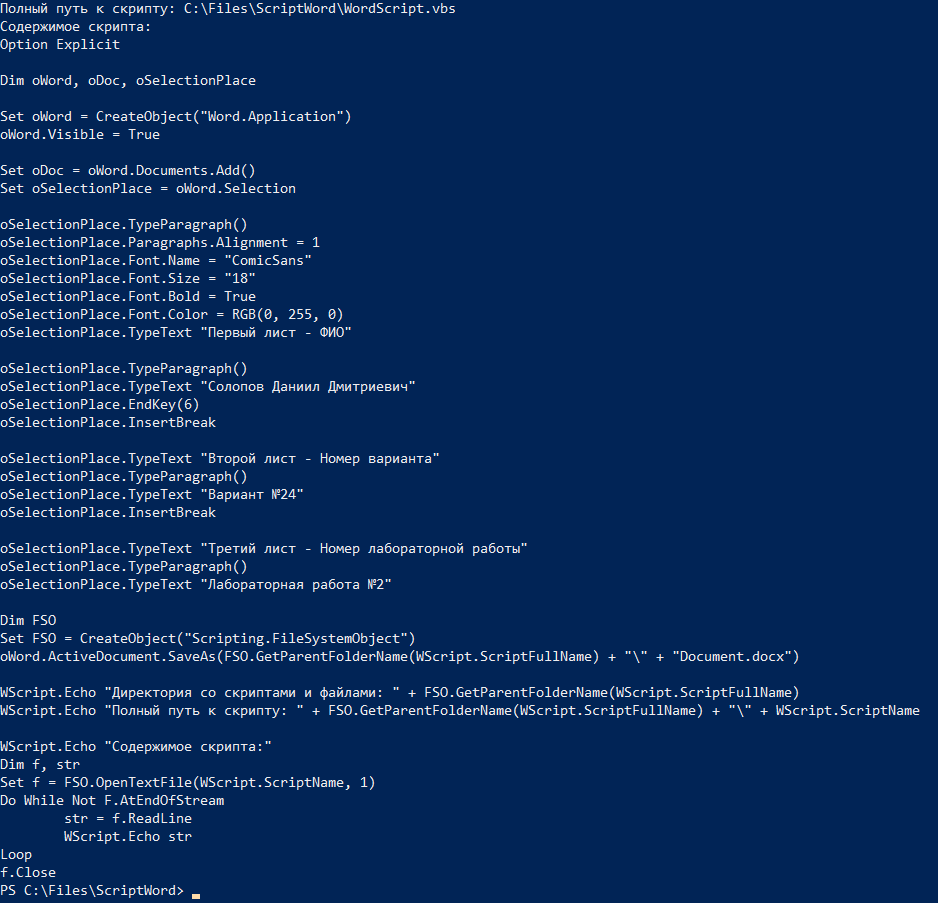 Полный путь к скрипту: C:\Files\ScriptWord\WordScript.vbs
Содержимое скрипта:
Option Explicit

Dim oWord, oDoc, oSelectionPlace

Set oWord = CreateObject("Word.Application")
oWord.Visible = True

Set oDoc = oWord.Documents.Add()
Set oSelectionPlace = oWord.Selection

oSelectionPlace.TypeParagraph()
oSelectionPlace.Paragraphs.Alignment = 1
oSelectionPlace.Font.Name = "ComicSans"
oSelectionPlace.Font.Size = "18"
oSelectionPlace.Font.Bold = True
oSelectionPlace.Font.Color = RGB(0, 255, 0)
oSelectionPlace.TypeText "Первый лист - ФИО"

oSelectionPlace.TypeParagraph()
oSelectionPlace.TypeText "Солопов Даниил Дмитриевич"
oSelectionPlace.EndKey(6)
oSelectionPlace.InsertBreak

oSelectionPlace.TypeText "Второй лист - Номер варианта"
oSelectionPlace.TypeParagraph()
oSelectionPlace.TypeText "Вариант №24"
oSelectionPlace.InsertBreak

oSelectionPlace.TypeText "Третий лист - Номер лабораторной работы"
oSelectionPlace.TypeParagraph()
oSelectionPlace.TypeText "Лабораторная работа №2"

Dim FSO
Set FSO = CreateObject("Scripting.FileSystemObject")
oWord.ActiveDocument.SaveAs(FSO.GetParentFolderName(WScript.ScriptFullName) + "\" + "Document.docx")

WScript.Echo "Директория со скриптами и файлами: " + FSO.GetParentFolderName(WScript.ScriptFullName)
WScript.Echo "Полный путь к скрипту: " + FSO.GetParentFolderName(WScript.ScriptFullName) + "\" + WScript.ScriptName

WScript.Echo "Содержимое скрипта:"
Dim f, str
Set f = FSO.OpenTextFile(WScript.ScriptName, 1)
Do While Not F.AtEndOfStream
        str = f.ReadLine
        WScript.Echo str
Loop
f.Close
PS C:\Files\ScriptWord> _